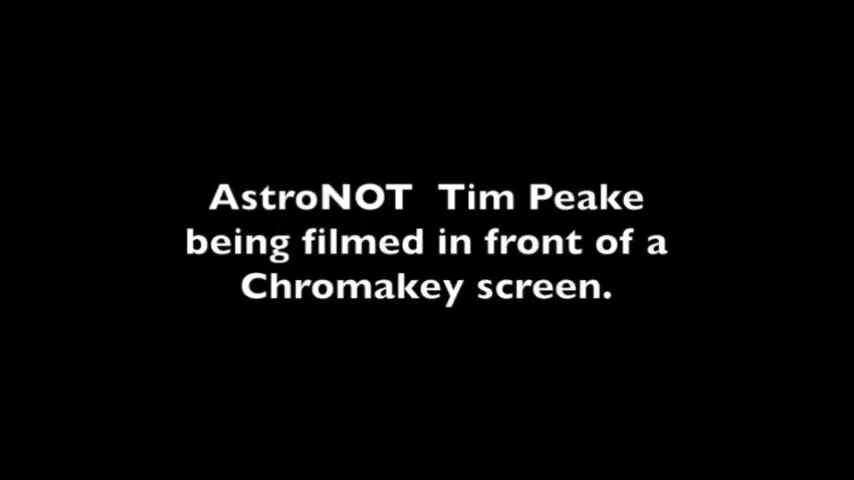 AstroNOT  Tim Peake
being filmed in front of a
Chromakey screen.